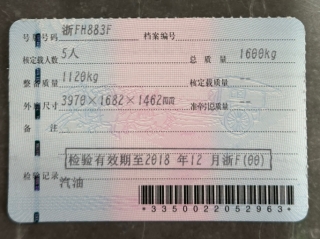 号牌号码 浙FH883F 档案编号
核定载人数 5人 总质量 1600kg
整备质量 1120kg 核定载质量 --
外廓尺寸 3970×1682×1462mm 准牵引总质量 --
备注
检验有效期至2018 年12 月浙F(00)
检验记录 汽油
*3350022052963*